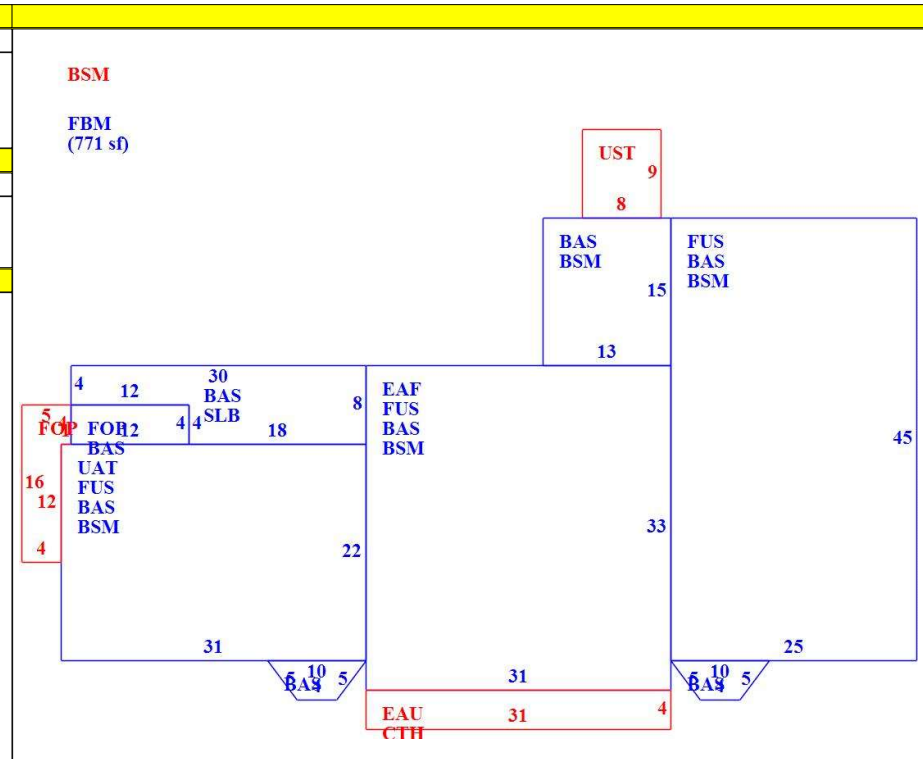 BSM
FBM
(771 sf)
UST
9
8
BAS
BSM
15
13
FUS
BAS
BSM
45
25
4
12
30
BAS
SLB
8
18
4
4
12
5
FOP
FOP
BAS
16
12
4
UAT
FUS
BAS
BSM
22
31
EAF
FUS
BAS
BSM
33
31
10
5
5
BAS
10
5
5
BAS
EAU
CTH
31
4